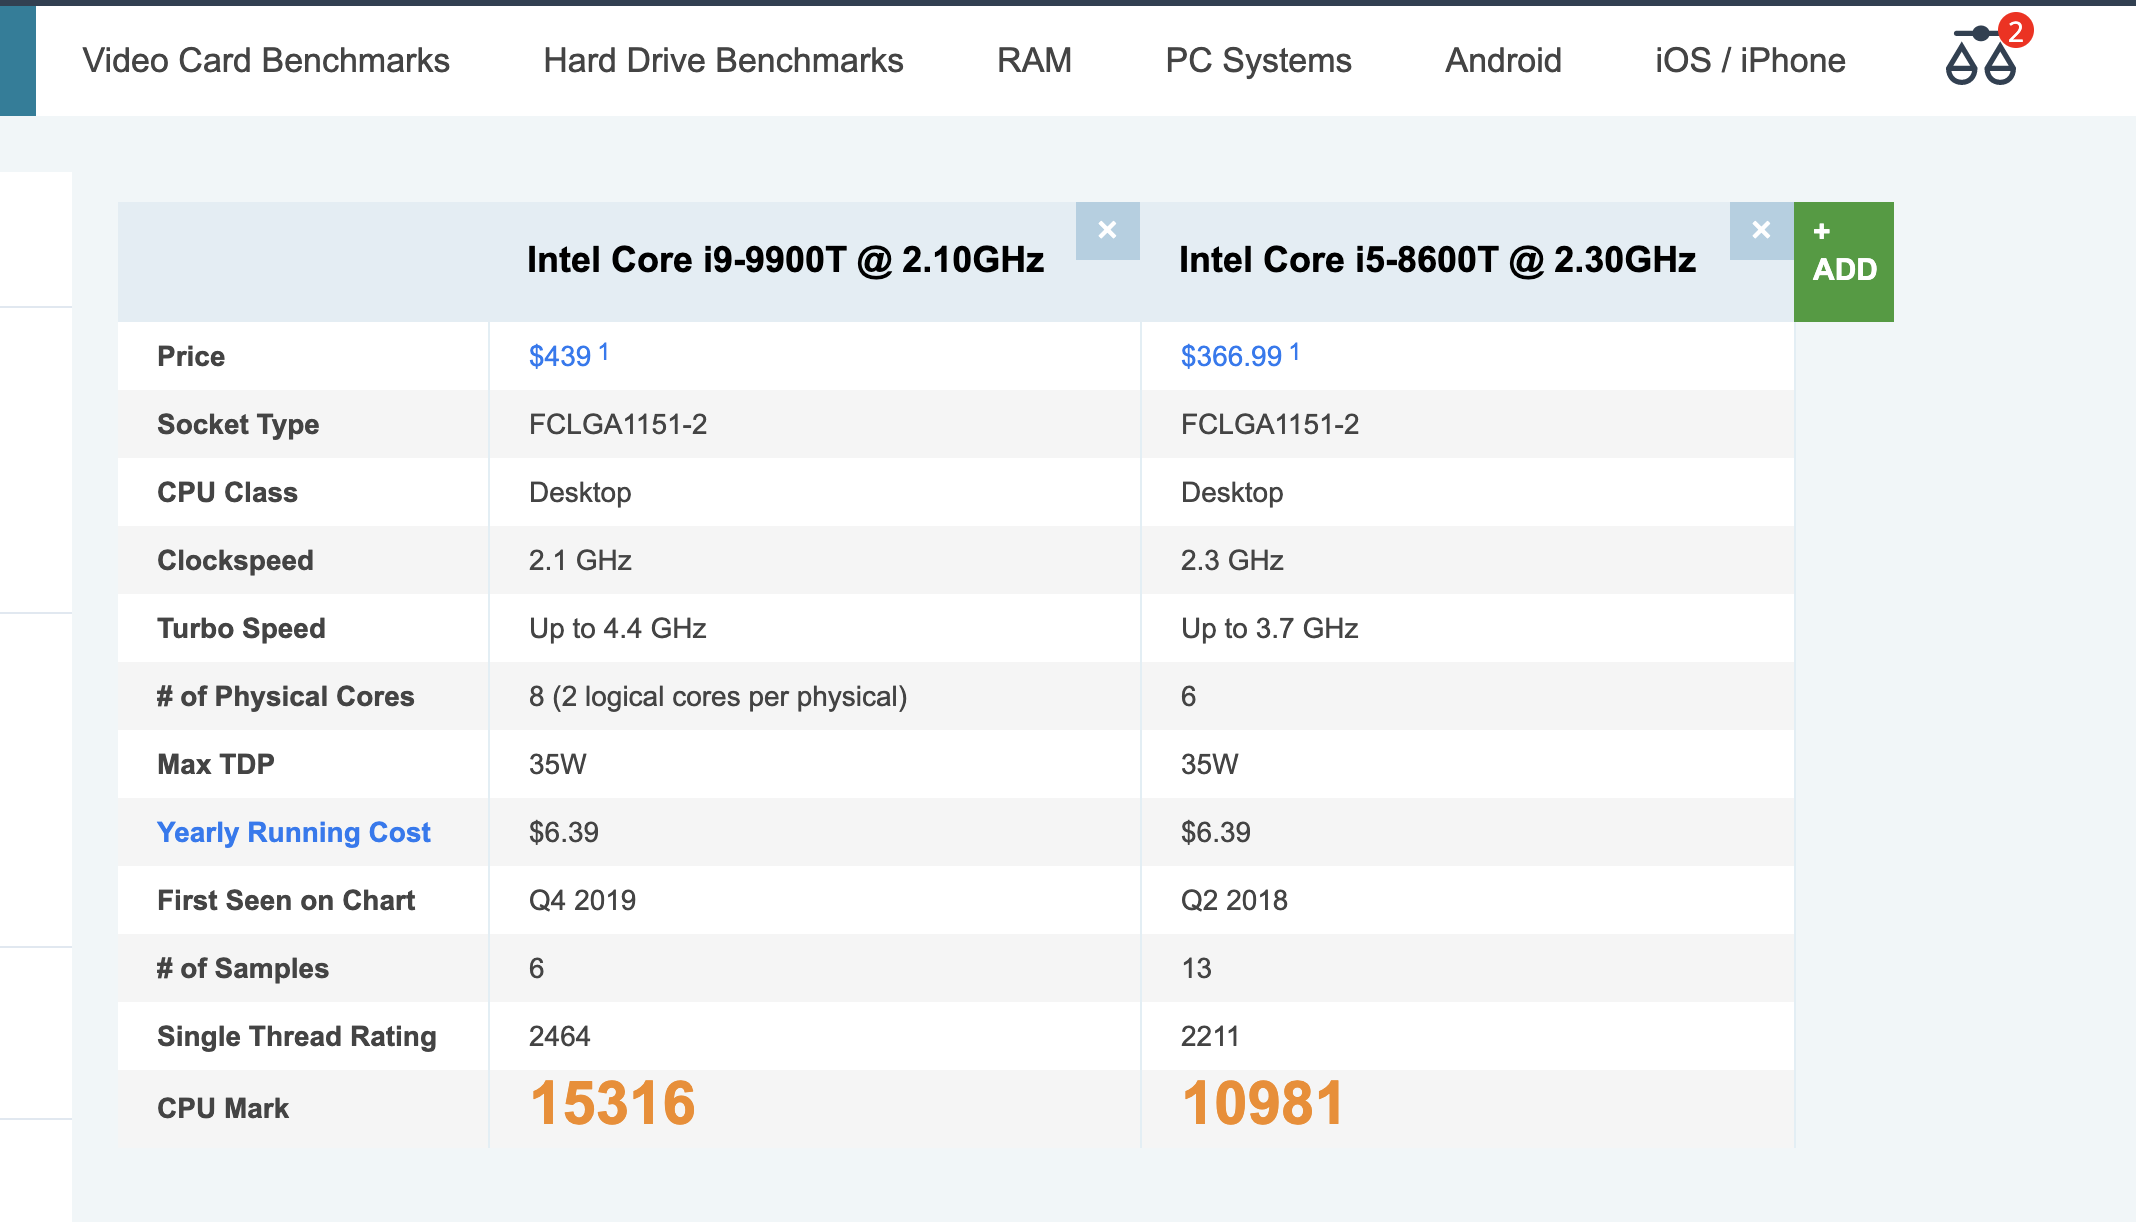 Video Card Benchmarks Hard Drive Benchmarks RAM PC Systems Android iOS / iPhone 2
Intel Core i9-9900T @ 2.10GHz × Intel Core i5-8600T @ 2.30GHz × + ADD
Price $439 1 $366.99 1
Socket Type FCLGA1151-2 FCLGA1151-2
CPU Class Desktop Desktop
Clockspeed 2.1 GHz 2.3 GHz
Turbo Speed Up to 4.4 GHz Up to 3.7 GHz
# of Physical Cores 8 (2 logical cores per physical) 6
Max TDP 35W 35W
Yearly Running Cost $6.39 $6.39
First Seen on Chart Q4 2019 Q2 2018
# of Samples 6 13
Single Thread Rating 2464 2211
CPU Mark 15316 10981